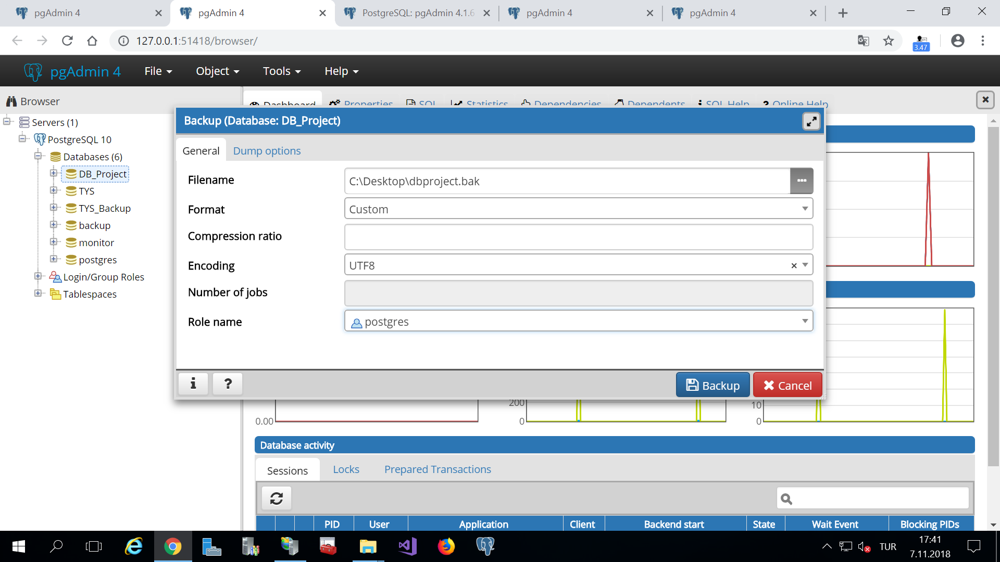 pgAdmin 4
pgAdmin 4
PostgreSQL: pgAdmin 4.1.6
pgAdmin 4
pgAdmin 4
127.0.0.1:51418/browser/
3.47
pgAdmin 4 File Object Tools Help
Browser
Dashboard Properties SQL Statistics Dependencies Dependents SQL Help Online Help
Servers (1)
PostgreSQL 10
Databases (6)
DB_Project
TYS
TYS_Backup
backup
monitor
postgres
Login/Group Roles
Tablespaces
Backup (Database: DB_Project)
General Dump options
Filename C:\Desktop\dbproject.bak
Format Custom
Compression ratio
Encoding UTF8
Number of jobs
Role name postgres
i ? Backup Cancel
200 10
0.00 0 0
Database activity
Sessions Locks Prepared Transactions
PID User Application Client Backend start State Wait Event Blocking PIDs
TUR
17:41
7.11.2018